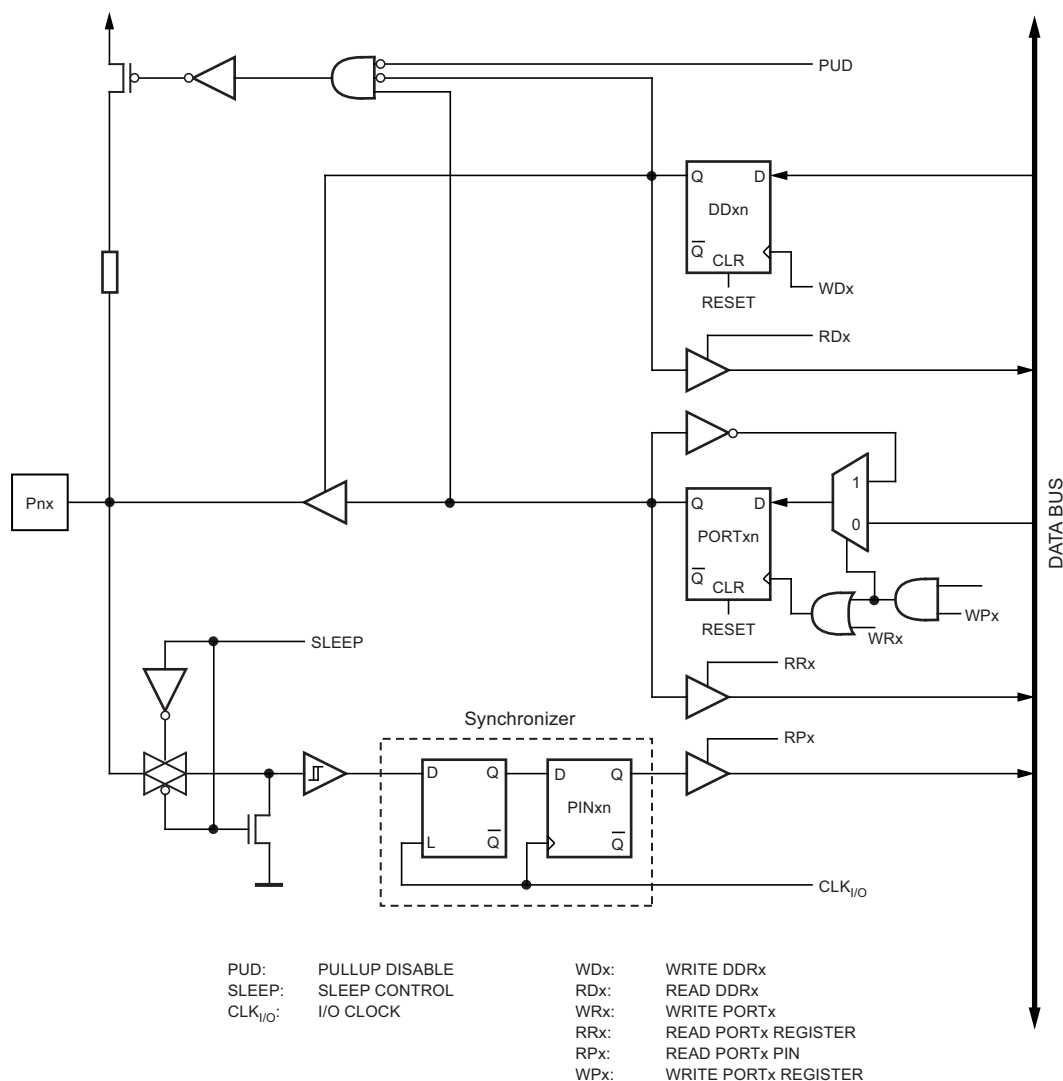 PUD
Q D
DDxn
Q
CLR
RESET
WDx
RDx
Pnx
1
Q D
0
PORTxn
Q
CLR
RESET
WPx
WRx
DATA BUS
SLEEP
RRx
Synchronizer
RPx
D Q D Q
PINxn
L Q Q
CLKI/O
PUD: PULLUP DISABLE
SLEEP: SLEEP CONTROL
CLKI/O: I/O CLOCK
WDx: WRITE DDRx
RDx: READ DDRx
WRx: WRITE PORTx
RRx: READ PORTx REGISTER
RPx: READ PORTx PIN
WPx: WRITE PORTx REGISTER